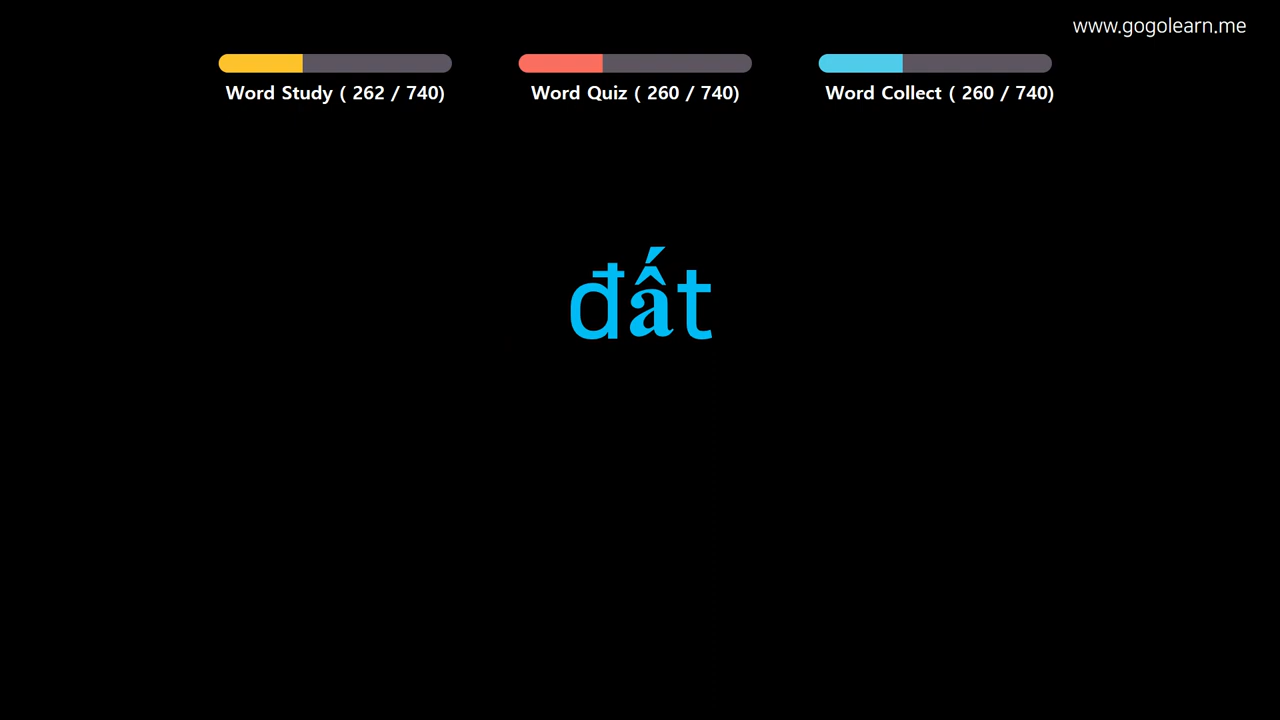 www.gogolearn.me
Word Study ( 262 / 740)
Word Quiz ( 260 / 740)
Word Collect ( 260 / 740)
đất